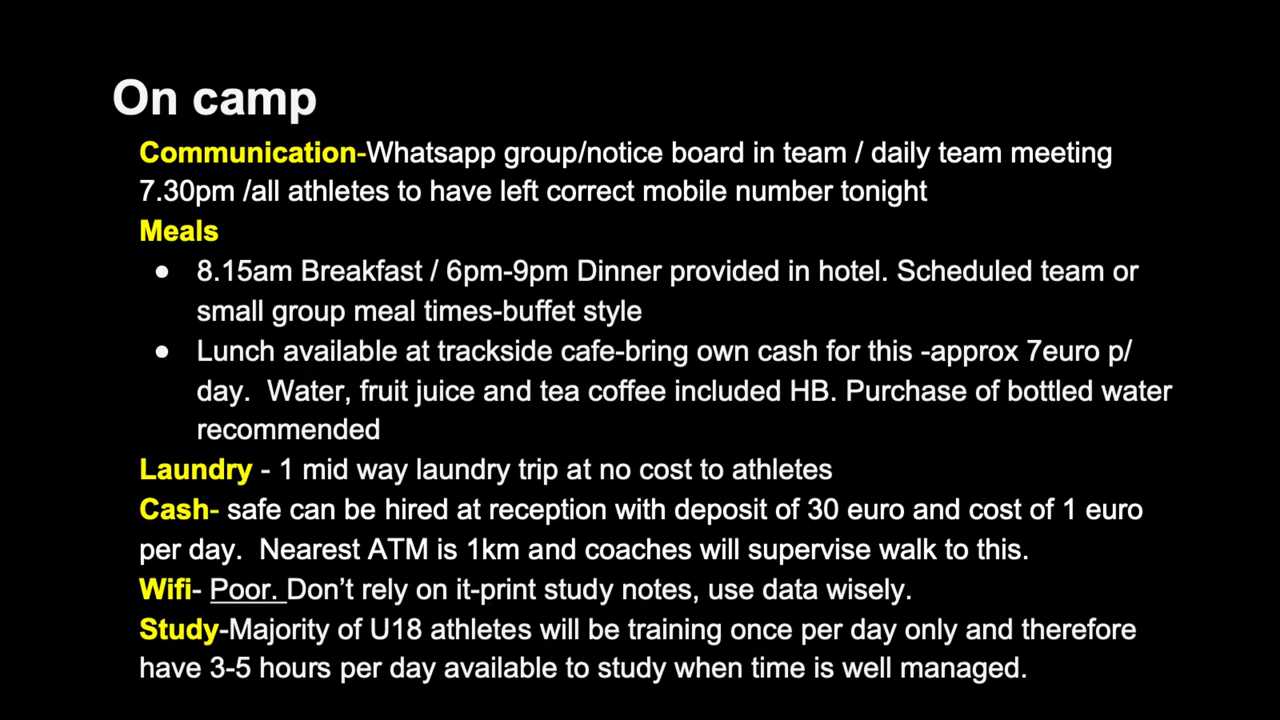 On camp
Communication-Whatsapp group/notice board in team / daily team meeting
7.30pm /all athletes to have left correct mobile number tonight
Meals
● 8.15am Breakfast / 6pm-9pm Dinner provided in hotel. Scheduled team or
small group meal times-buffet style
● Lunch available at trackside cafe-bring own cash for this -approx 7euro p/
day.  Water, fruit juice and tea coffee included HB. Purchase of bottled water
recommended
Laundry - 1 mid way laundry trip at no cost to athletes
Cash- safe can be hired at reception with deposit of 30 euro and cost of 1 euro
per day.  Nearest ATM is 1km and coaches will supervise walk to this.
Wifi- Poor. Don’t rely on it-print study notes, use data wisely.
Study-Majority of U18 athletes will be training once per day only and therefore
have 3-5 hours per day available to study when time is well managed.